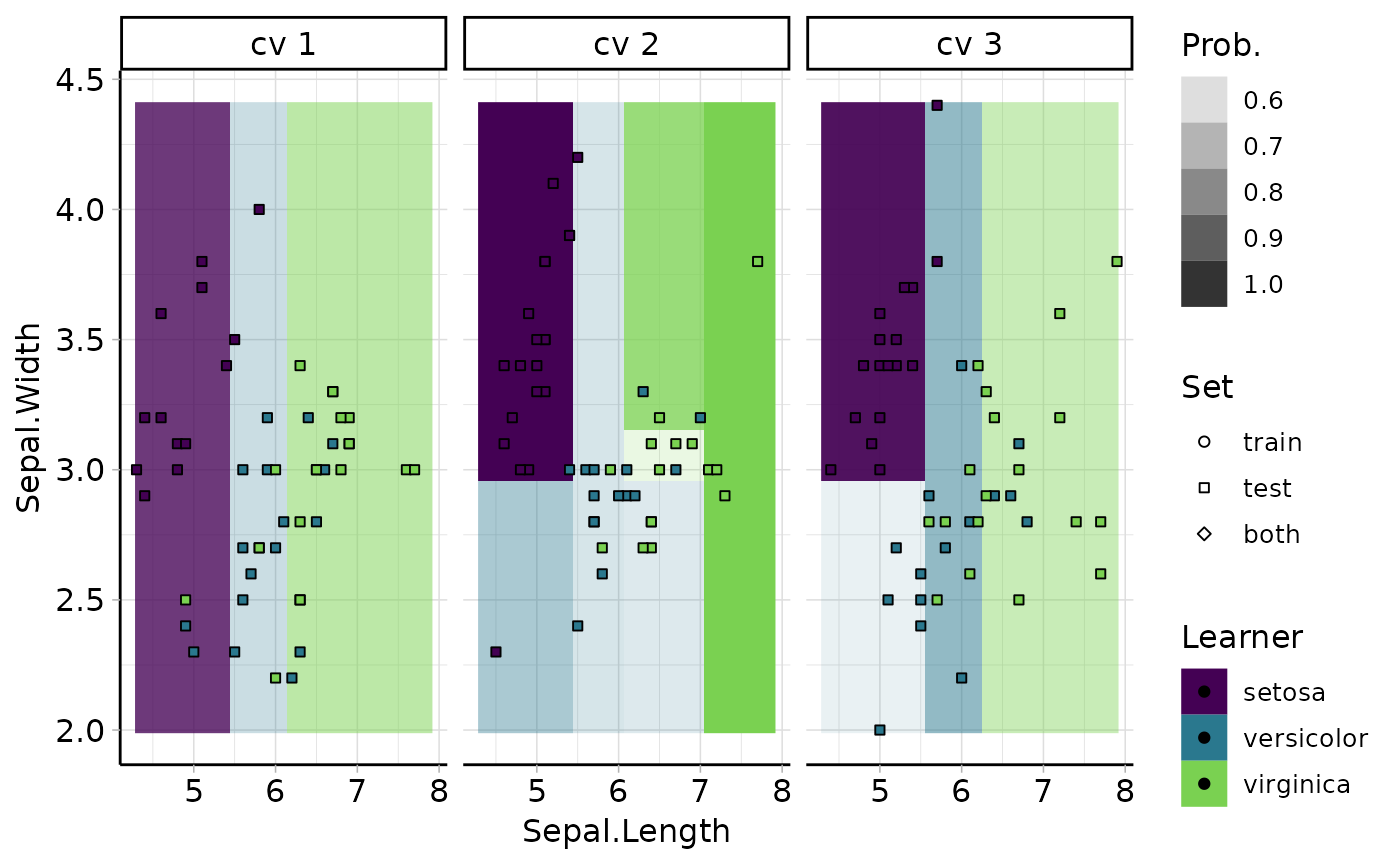 cv 1
cv 2
cv 3
4.5
4.0
3.5
3.0
2.5
2.0
Sepal.Width
5 6 7 8
5 6 7 8
5 6 7 8
Sepal.Length
Prob.
0.6
0.7
0.8
0.9
1.0
Set
train
test
both
Learner
setosa
versicolor
virginica